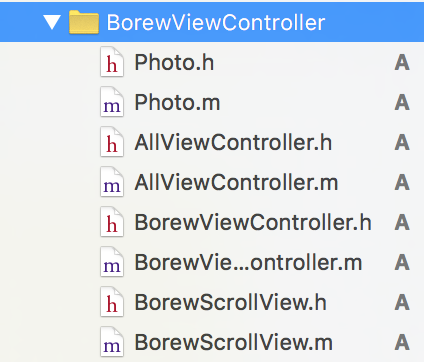 BorewViewController
h Photo.h A
m Photo.m A
h AllViewController.h A
m AllViewController.m A
h BorewViewController.h A
m BorewVie...ontroller.m A
h BorewScrollView.h A
m BorewScrollView.m A